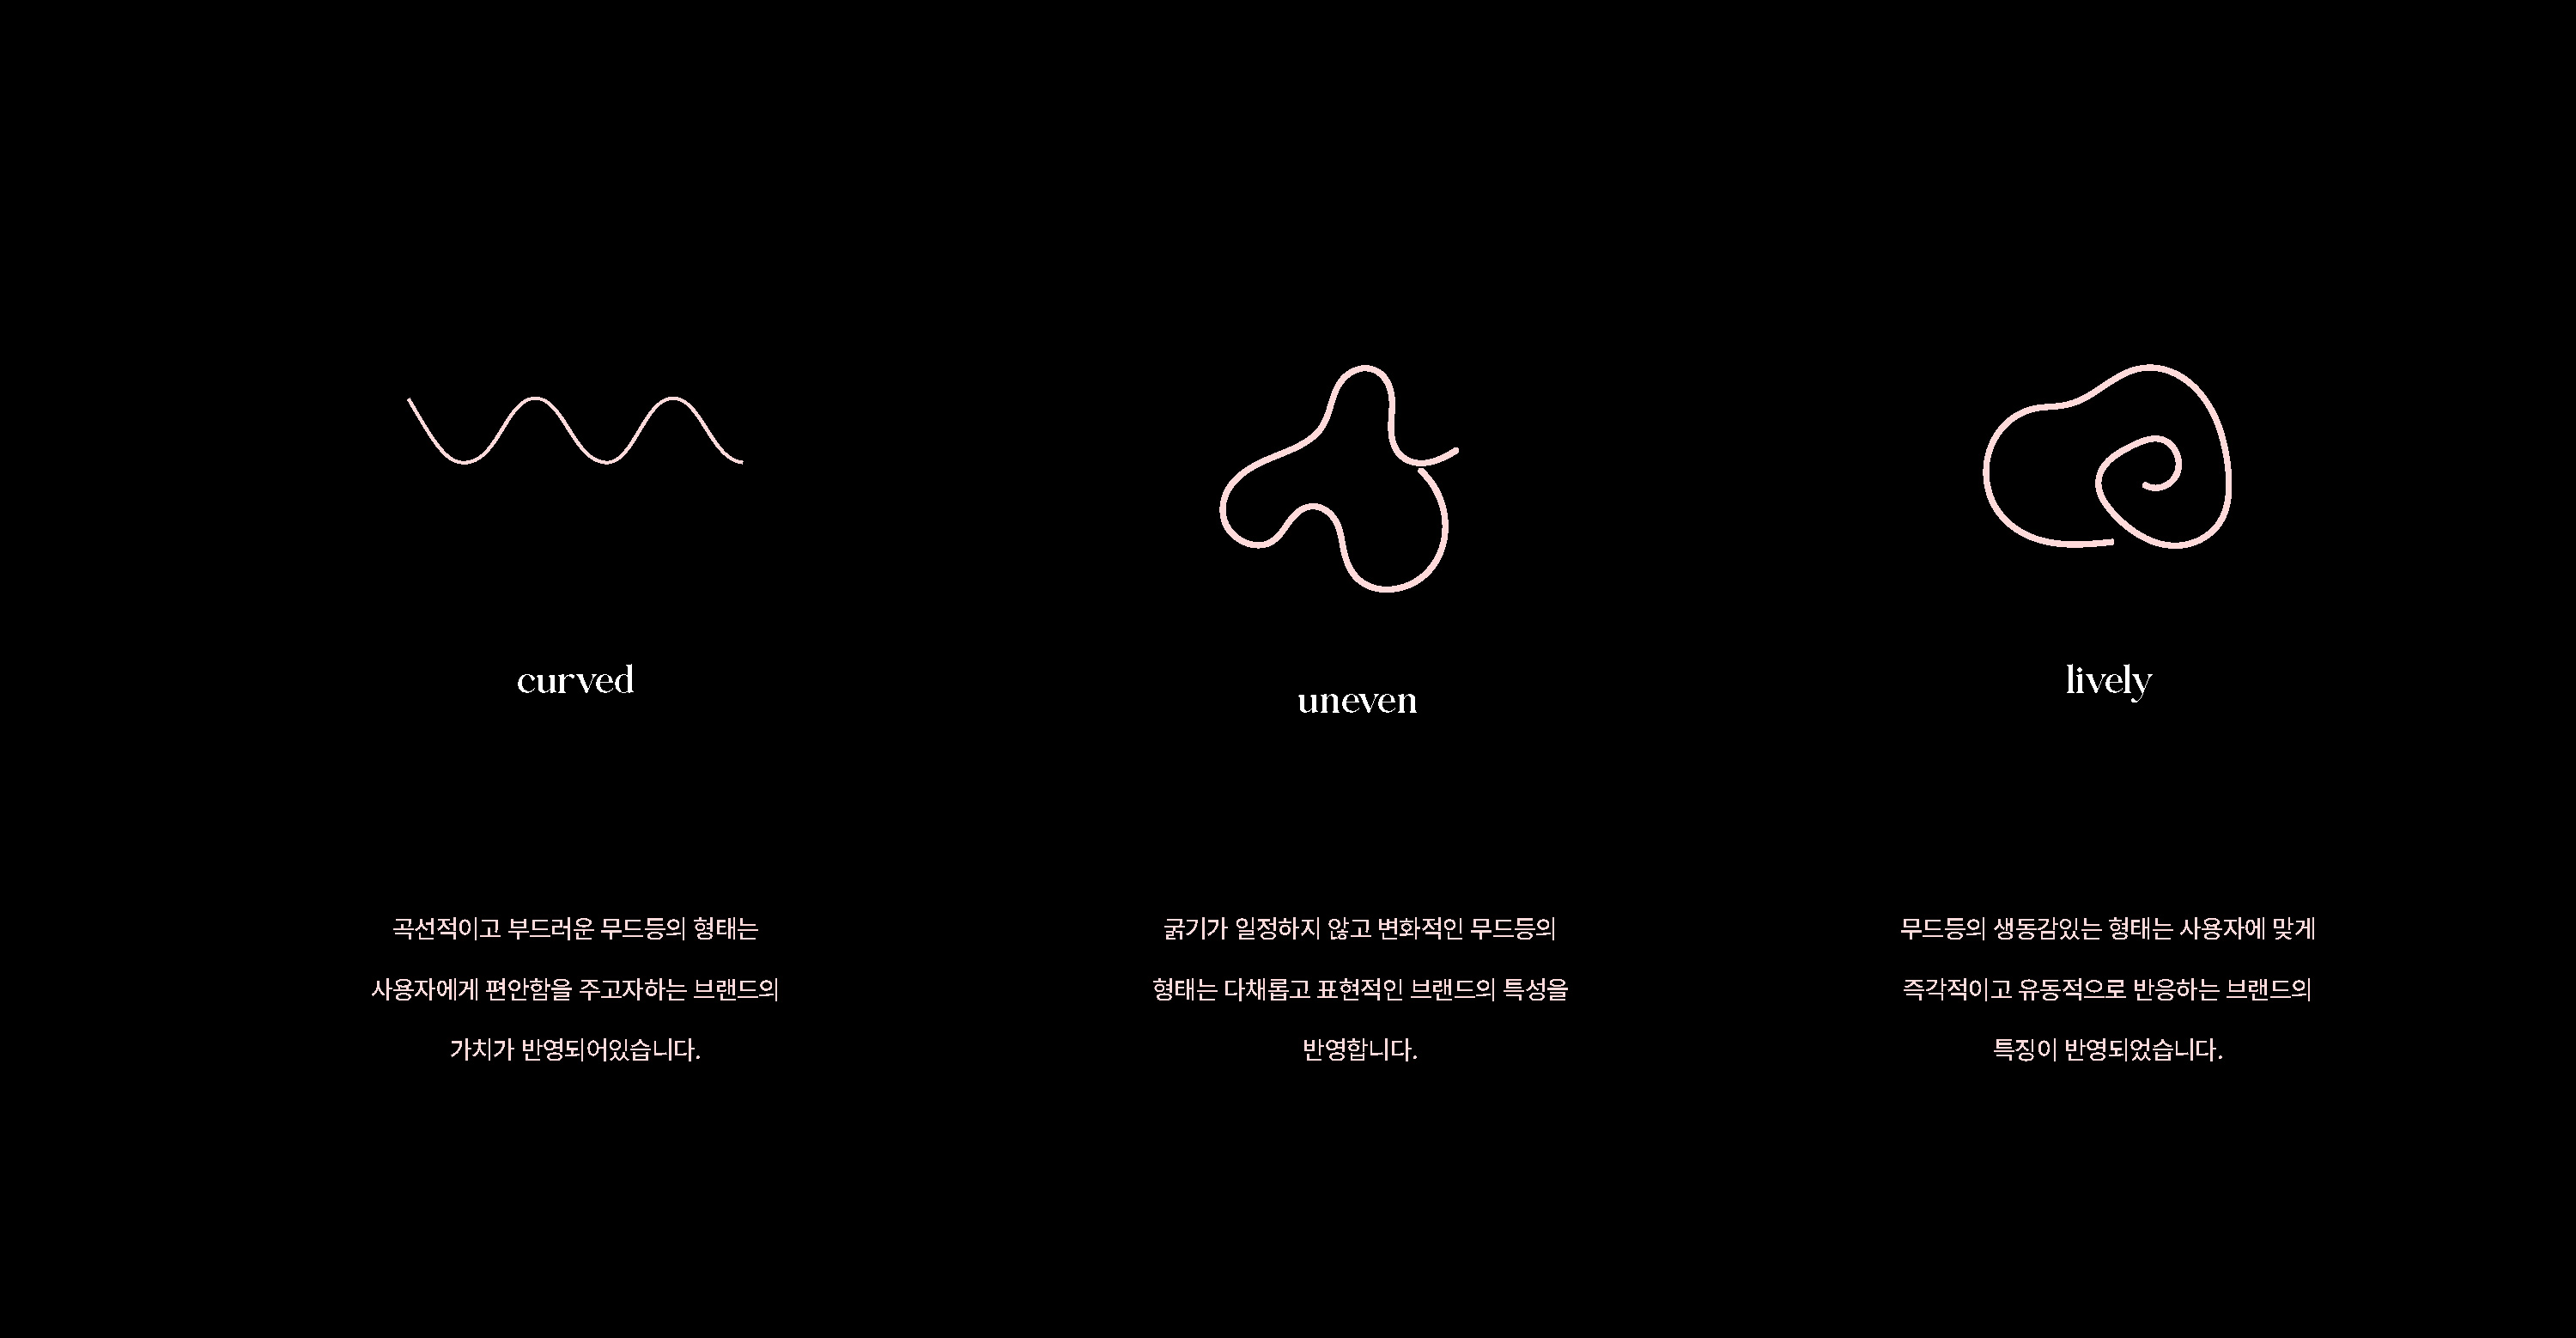 curved
곡선적이고 부드러운 무드등의 형태는
사용자에게 편안함을 주고자하는 브랜드의
가치가 반영되어있습니다.
uneven
굵기가 일정하지 않고 변화적인 무드등의
형태는 다채롭고 표현적인 브랜드의 특성을
반영합니다.
lively
무드등의 생동감있는 형태는 사용자에 맞게
즉각적이고 유동적으로 반응하는 브랜드의
특징이 반영되었습니다.